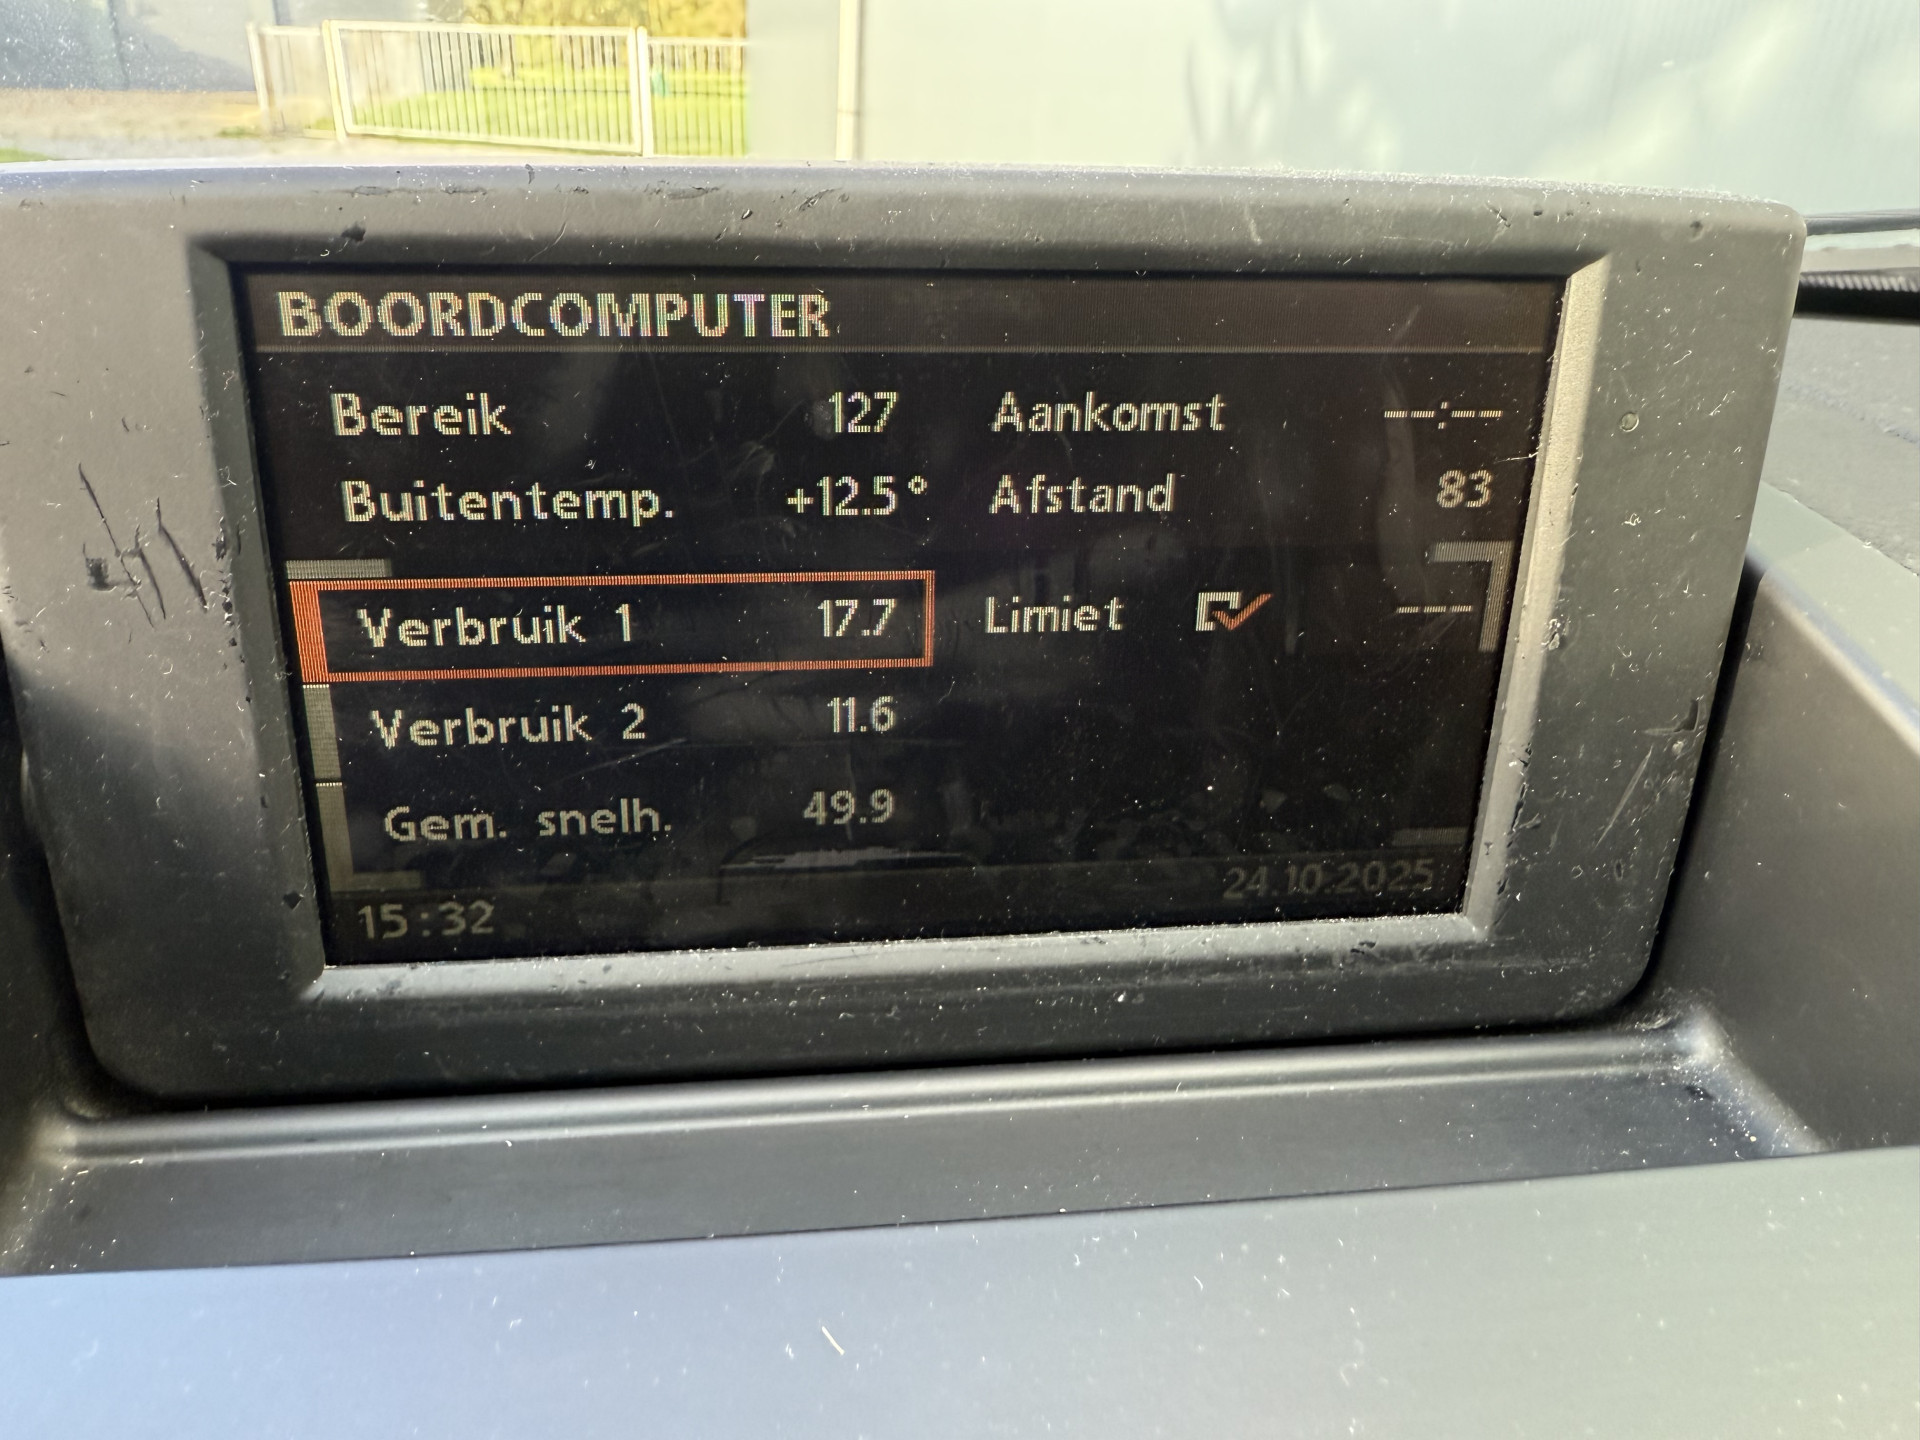 BOORDCOMPUTER
Bereik 127 Aankomst --:--
Buitentemp. +12.5° Afstand 83
Verbruik 1 17.7 Limiet ---
Verbruik 2 11.6
Gem. snelh. 49.9
15:32 24.10.2025